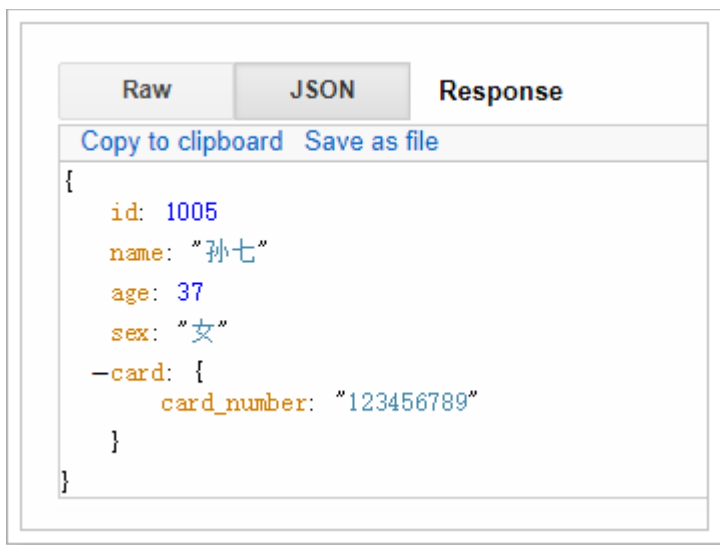 Raw JSON Response
Copy to clipboard Save as file
{
id: 1005
name: "孙七"
age: 37
sex: "女"
−card: {
card_number: "123456789"
}
}